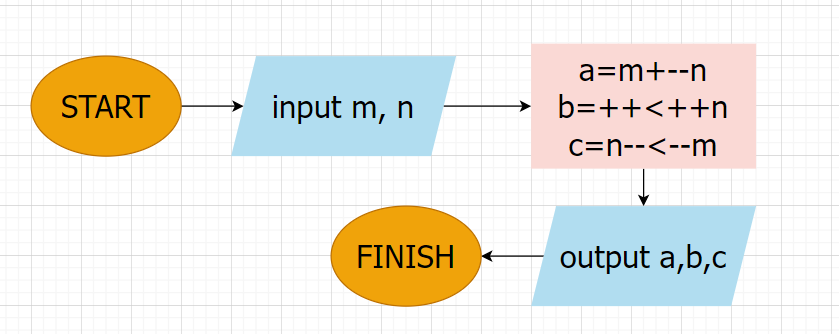 START
input m, n
a=m+--n
b=++<++n
c=n--<--m
output a,b,c
FINISH